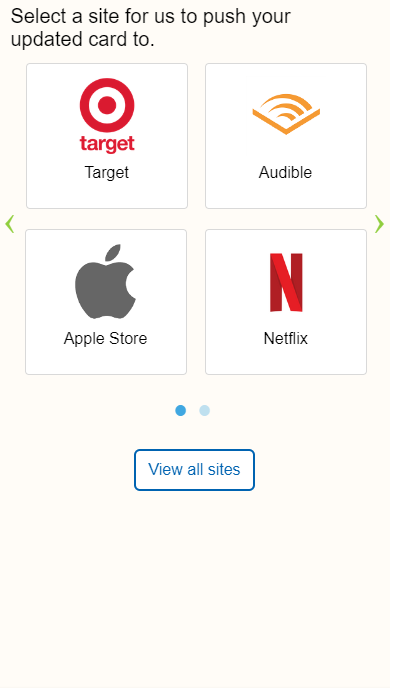 Select a site for us to push your
updated card to.
target
Target
Audible
Apple Store
Netflix
View all sites